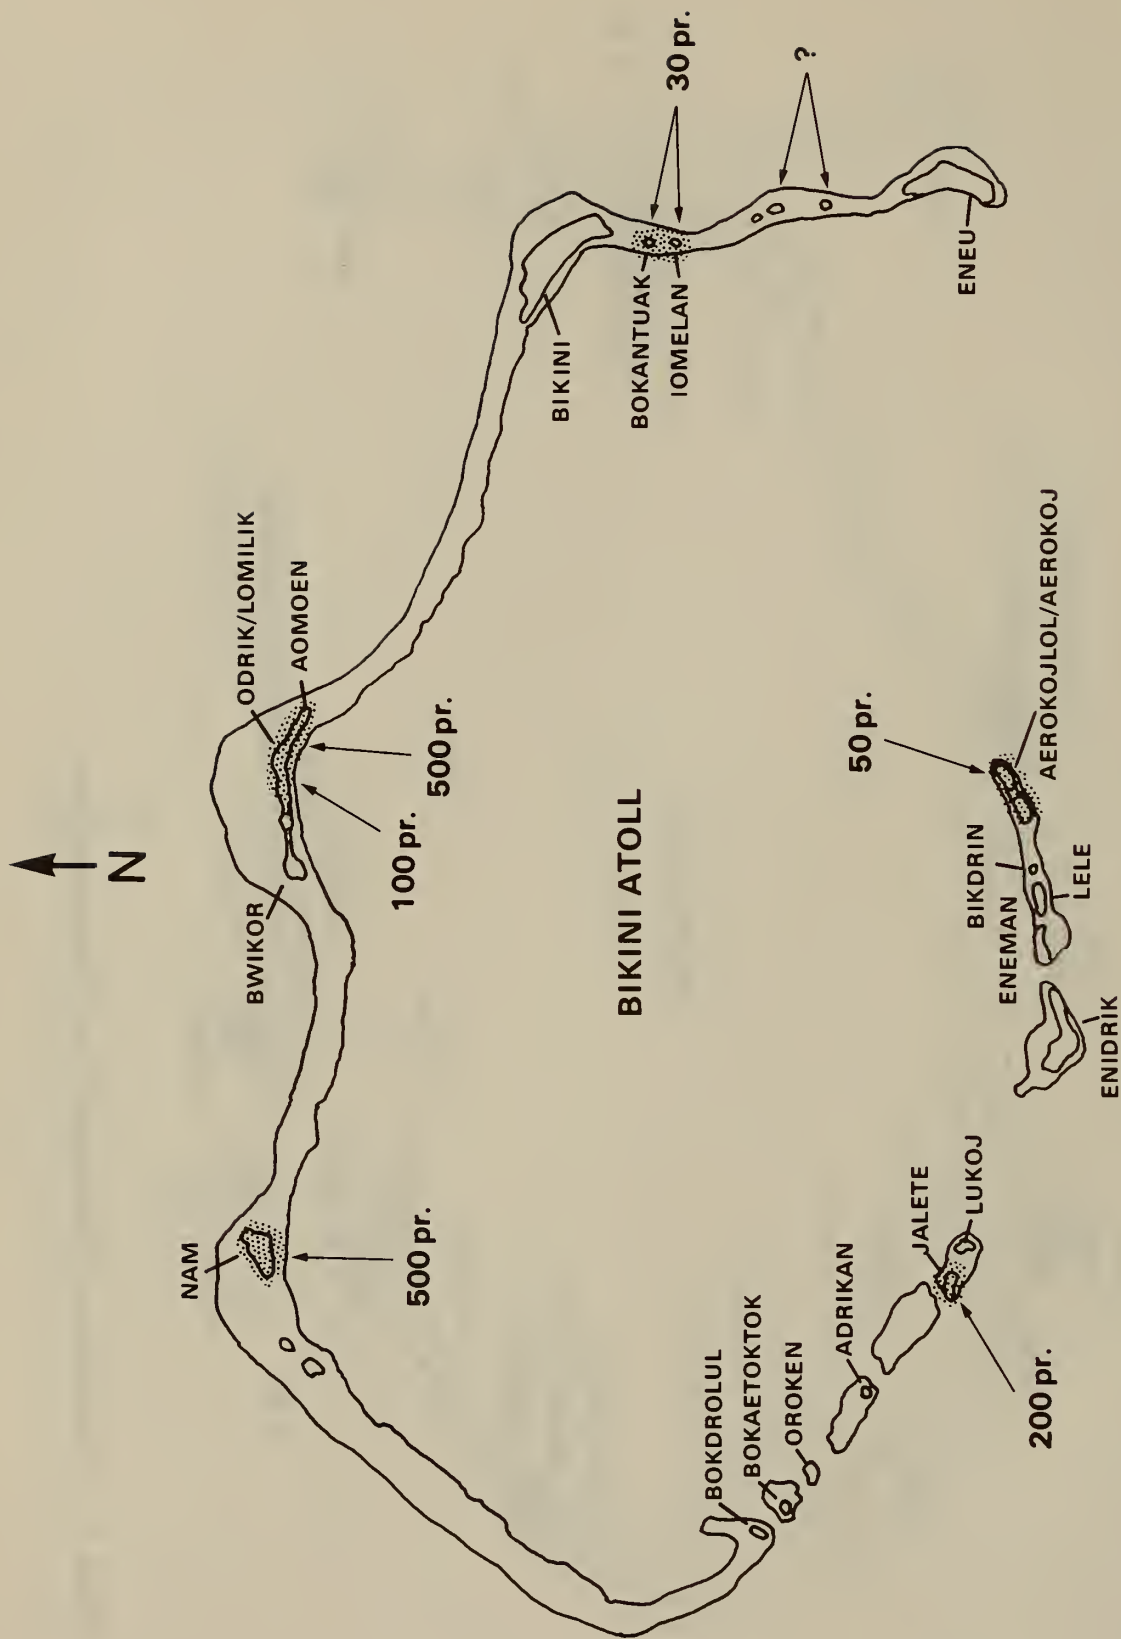 N
NAM
500 pr.
BWIKOR
100 pr.
ODRIK/LOMILIK
AOMOEN
500 pr.
BIKINI
BOKANTUAK
IOMELAN
30 pr.
?
ENEU
BIKINI ATOLL
BOKDROLUL
BOKAETOKTOK
OROKEN
ADRIKAN
JALETE
LUKOJ
200 pr.
ENIDRIK
ENEMAN
BIKDRIN
LELE
50 pr.
AEROKOJLOL/AEROKOJ